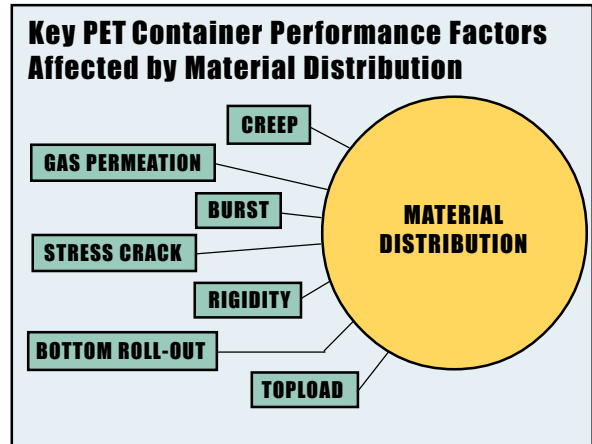 Key PET Container Performance Factors
Affected by Material Distribution
CREEP
GAS PERMEATION
BURST
MATERIAL
DISTRIBUTION
STRESS CRACK
RIGIDITY
BOTTOM ROLL-OUT
TOPLOAD